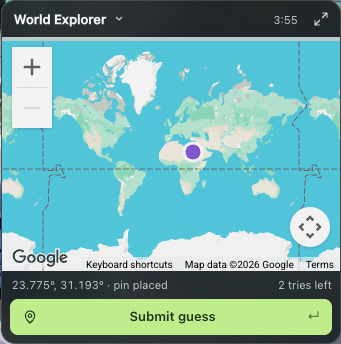 World Explorer
3:55
Google
Keyboard shortcuts
Map data ©2026 Google
Terms
23.775°, 31.193° · pin placed
2 tries left
Submit guess